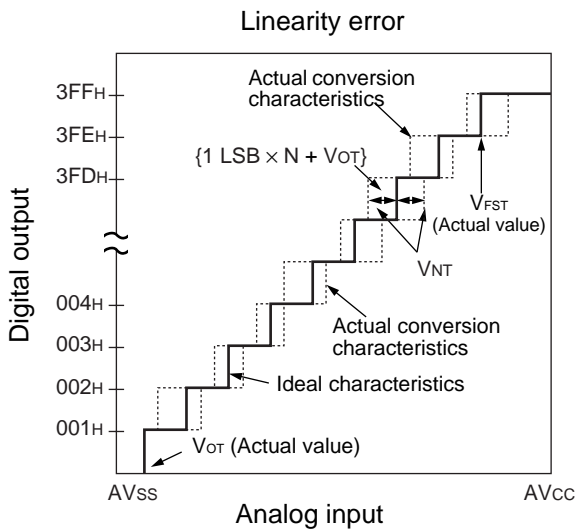 Linearity error
Digital output
3FFH
3FEH
3FDH
004H
003H
002H
001H
Actual conversion
characteristics
{1 LSB × N + VOT}
VFST
(Actual value)
VNT
Actual conversion
characteristics
Ideal characteristics
VOT (Actual value)
AVSS
AVCC
Analog input